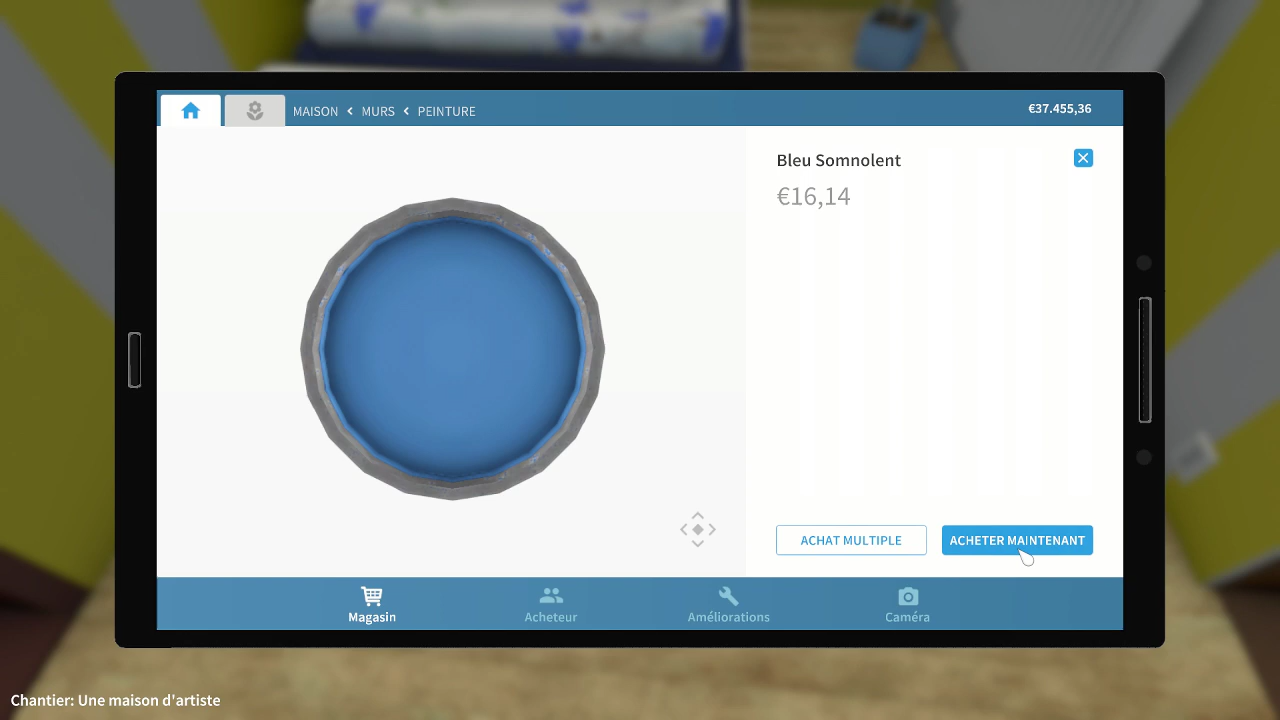 MAISON < MURS < PEINTURE
€37.455,36
Bleu Somnolent
€16,14
ACHAT MULTIPLE
ACHETER MAINTENANT
Magasin
Acheteur
Améliorations
Caméra
Chantier: Une maison d'artiste